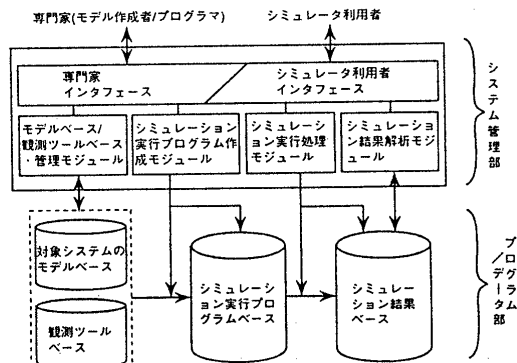 専門家(モデル作成者/プログラマ)
シミュレータ利用者
専門家
インタフェース
シミュレータ利用者
インタフェース
モデルベース/
観測ツールベース
・管理モジュール
シミュレーション
実行プログラム作
成モジュール
シミュレーシ
ョン実行処理
モジュール
シミュレーシ
ョン結果解析モジ
ュール
システム管理部
対象システムの
モデルベース
観測ツール
ベース
シミュレーシ
ョン実行プログ
ラムベース
シミュレーシ
ョン結果
ベース
プログラム
/データ部